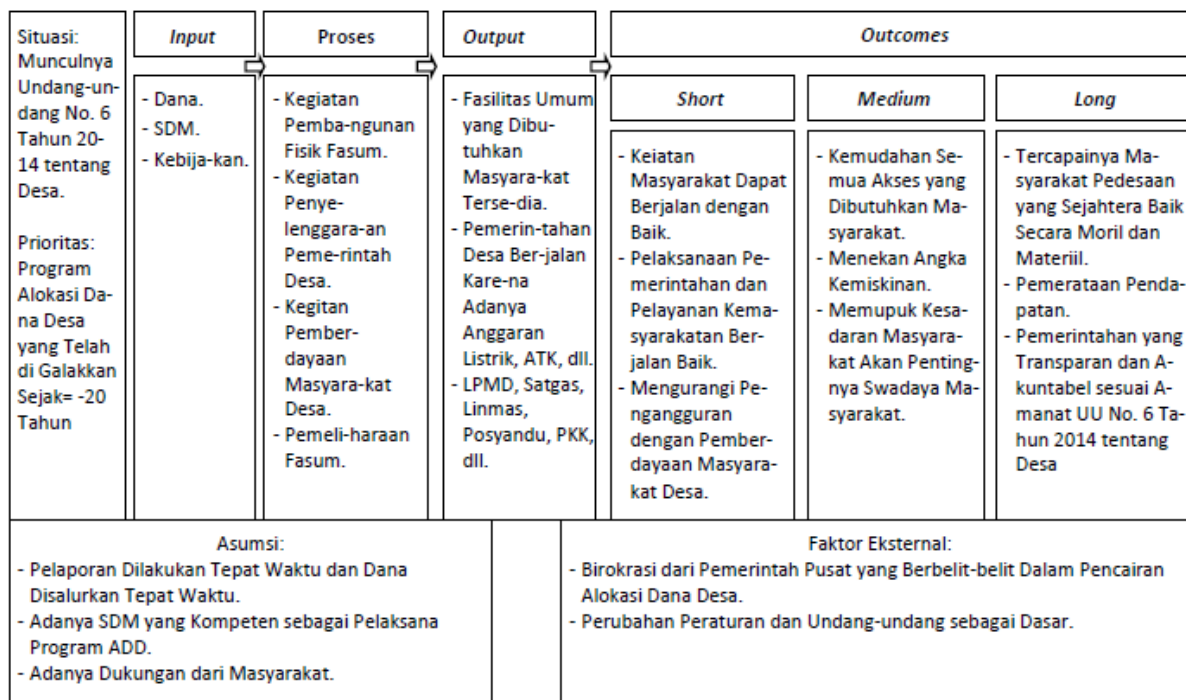 Situasi:
Munculnya
Undang-un-
dang No. 6
Tahun 20-
14 tentang
Desa.
Prioritas:
Program
Alokasi Da-
na Desa
yang Telah
di Galakkan
Sejak= -20
Tahun
Input
- Dana.
- SDM.
- Kebija-kan.
Proses
- Kegiatan
Pemba-ngunan
Fisik Fasum.
- Kegiatan
Penye-
lenggara-an
Peme-rintah
Desa.
- Kegitan
Pember-
dayaan
Masyara-kat
Desa.
- Pemeli-haraan
Fasum.
Output
- Fasilitas Umum
yang Dibu-
tuhkan
Masyara-kat
Terse-dia.
- Pemerin-tahan
Desa Ber-jalan
Kare-na
Adanya
Anggaran
Listrik, ATK, dll.
- LPMD, Satgas,
Linmas,
Posyandu, PKK,
dll.
Outcomes
Short
- Keiatan
Masyarakat Dapat
Berjalan dengan
Baik.
- Pelaksanaan Pe-
merintahan dan
Pelayanan Kema-
syarakatan Ber-
jalan Baik.
- Mengurangi Pe-
ngangguran
dengan Pember-
dayaan Masyara-
kat Desa.
Medium
- Kemudahan Se-
mua Akses yang
Dibutuhkan Ma-
syarakat.
- Menekan Angka
Kemiskinan.
- Memupuk Kesa-
daran Masyara-
kat Akan Penting-
nya Swadaya Ma-
syarakat.
Long
- Tercapainya Ma-
syarakat Pedesaan
yang Sejahtera Baik
Secara Moril dan
Materiil.
- Pemerataan Penda-
patan.
- Pemerintahan yang
Transparan dan A-
kuntabel sesuai A-
manat UU No. 6 Ta-
hun 2014 tentang
Desa
Asumsi:
- Pelaporan Dilakukan Tepat Waktu dan Dana
Disalurkan Tepat Waktu.
- Adanya SDM yang Kompeten sebagai Pelaksana
Program ADD.
- Adanya Dukungan dari Masyarakat.
Faktor Eksternal:
- Birokrasi dari Pemerintah Pusat yang Berbelit-belit Dalam Pencairan
Alokasi Dana Desa.
- Perubahan Peraturan dan Undang-undang sebagai Dasar.